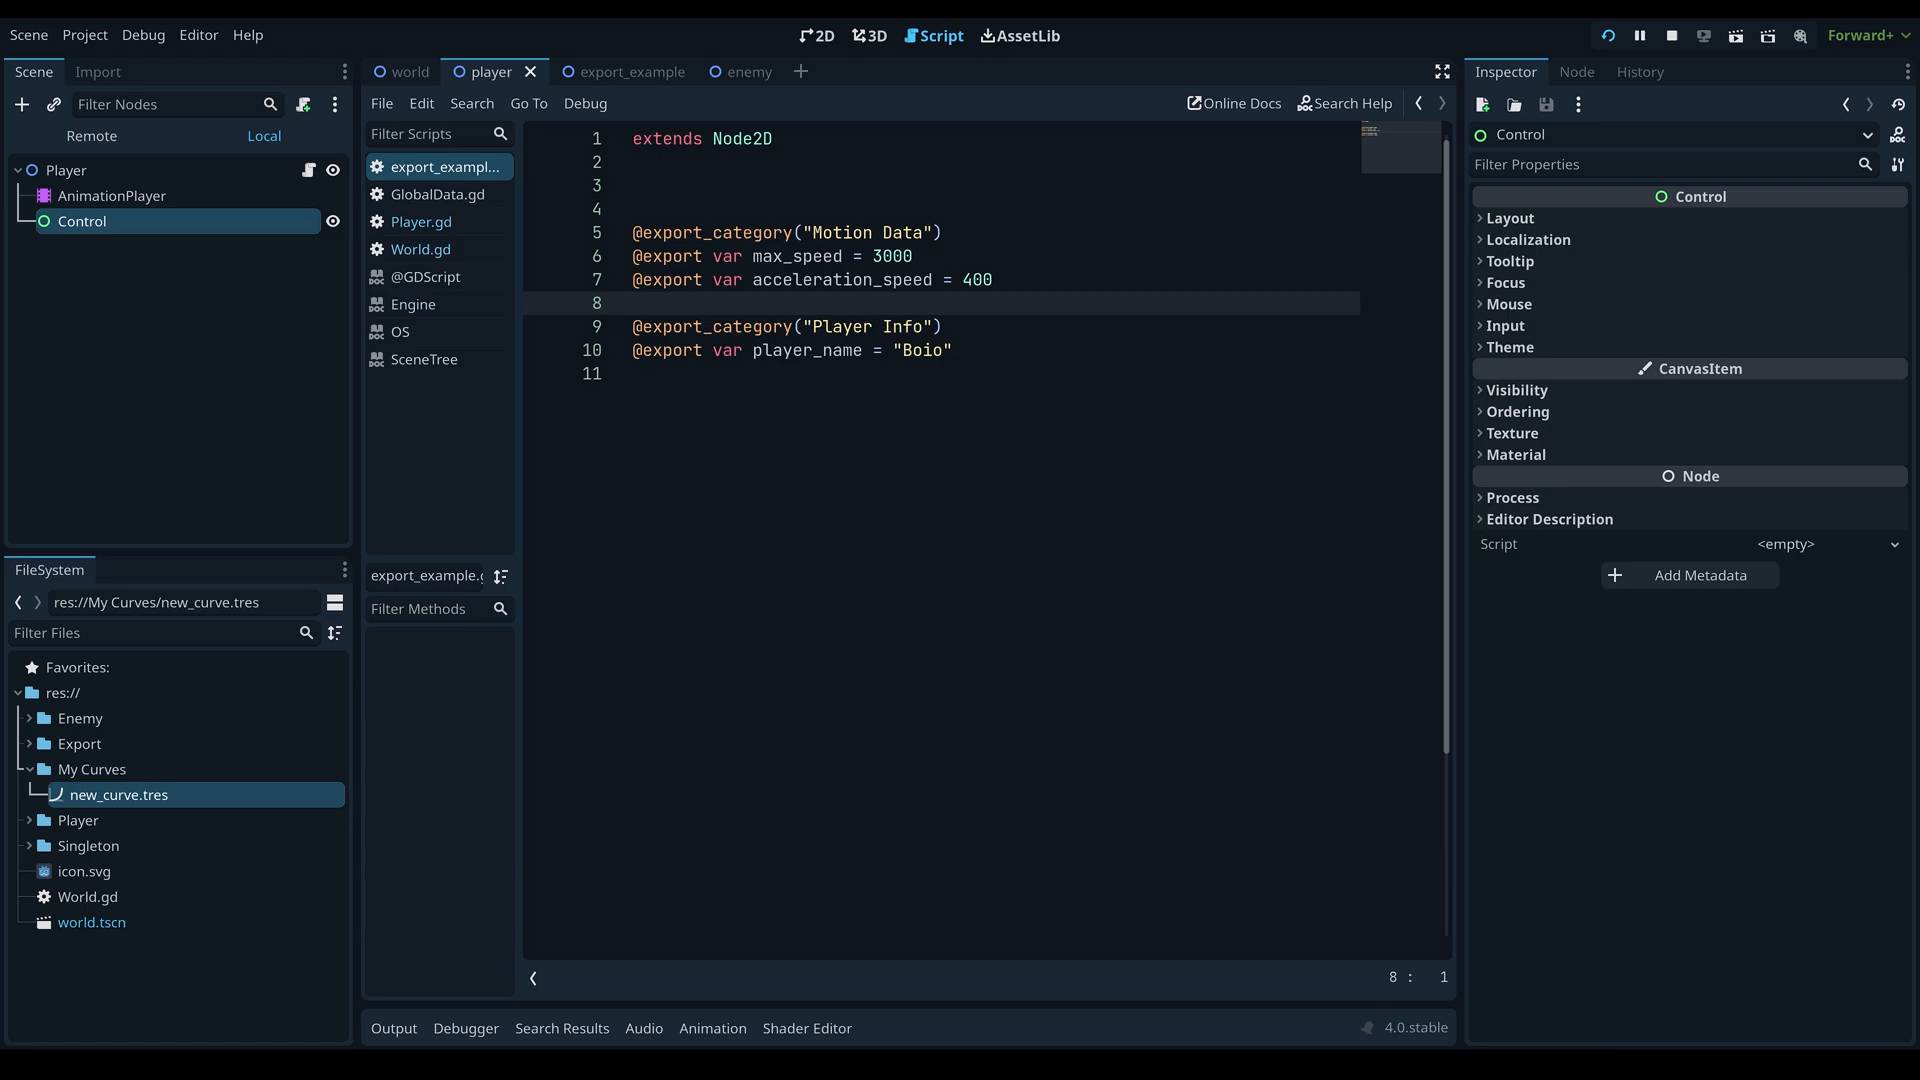 Scene Project Debug Editor Help
2D 3D Script AssetLib
Forward+
Scene Import
Filter Nodes
Remote Local
Player
AnimationPlayer
Control
FileSystem
res://My Curves/new_curve.tres
Filter Files
Favorites:
res://
Enemy
Export
My Curves
new_curve.tres
Player
Singleton
icon.svg
World.gd
world.tscn
world player export_example enemy
File Edit Search Go To Debug
Online Docs Search Help
Filter Scripts
export_exampl...
GlobalData.gd
Player.gd
World.gd
@GDScript
Engine
OS
SceneTree
export_example.g
Filter Methods
1 extends Node2D
2
3
4
5 @export_category("Motion Data")
6 @export var max_speed = 3000
7 @export var acceleration_speed = 400
8
9 @export_category("Player Info")
10 @export var player_name = "Boio"
11
8 : 1
Output Debugger Search Results Audio Animation Shader Editor
4.0.stable
Inspector Node History
Control
Filter Properties
Control
Layout
Localization
Tooltip
Focus
Mouse
Input
Theme
CanvasItem
Visibility
Ordering
Texture
Material
Node
Process
Editor Description
Script <empty>
Add Metadata